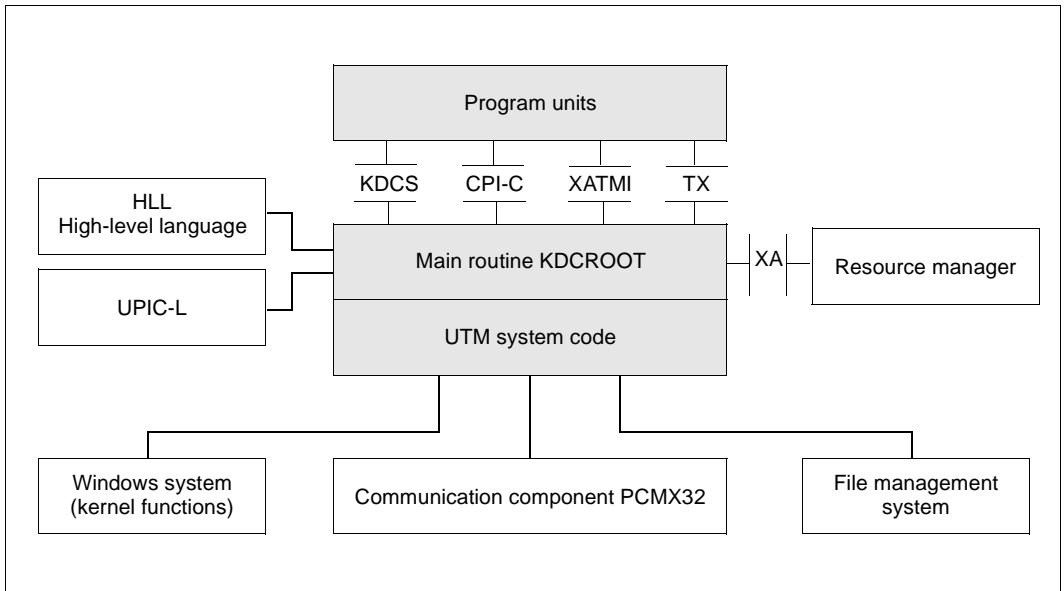 Program units
KDCS
CPI-C
XATMI
TX
HLL
High-level language
Main routine KDCROOT
XA
Resource manager
UPIC-L
UTM system code
Windows system
(kernel functions)
Communication component PCMX32
File management
system